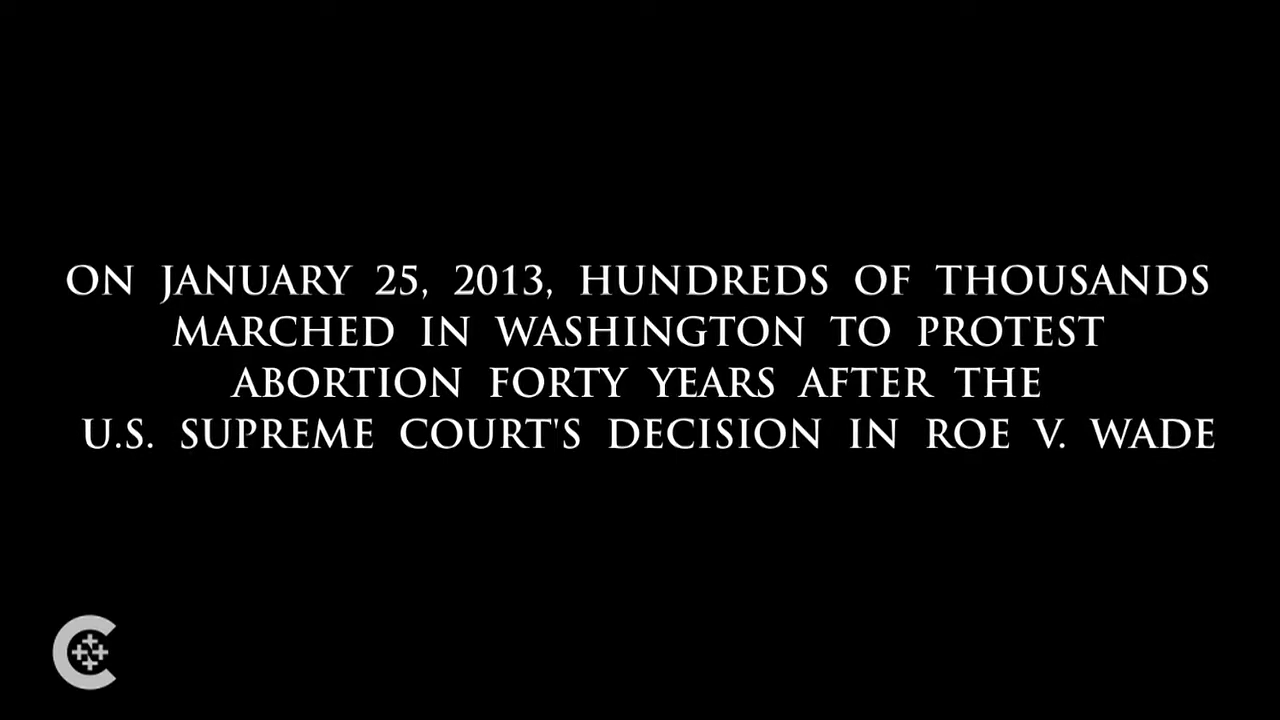 ON JANUARY 25, 2013, HUNDREDS OF THOUSANDS
MARCHED IN WASHINGTON TO PROTEST
ABORTION FORTY YEARS AFTER THE
U.S. SUPREME COURT'S DECISION IN ROE V. WADE